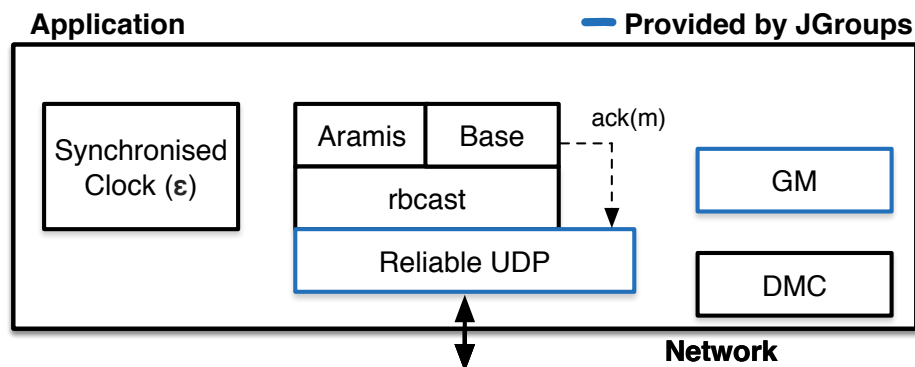 Application
Provided by JGroups
Synchronised
Clock (ε)
Aramis
Base
ack(m)
rbcast
Reliable UDP
GM
DMC
Network